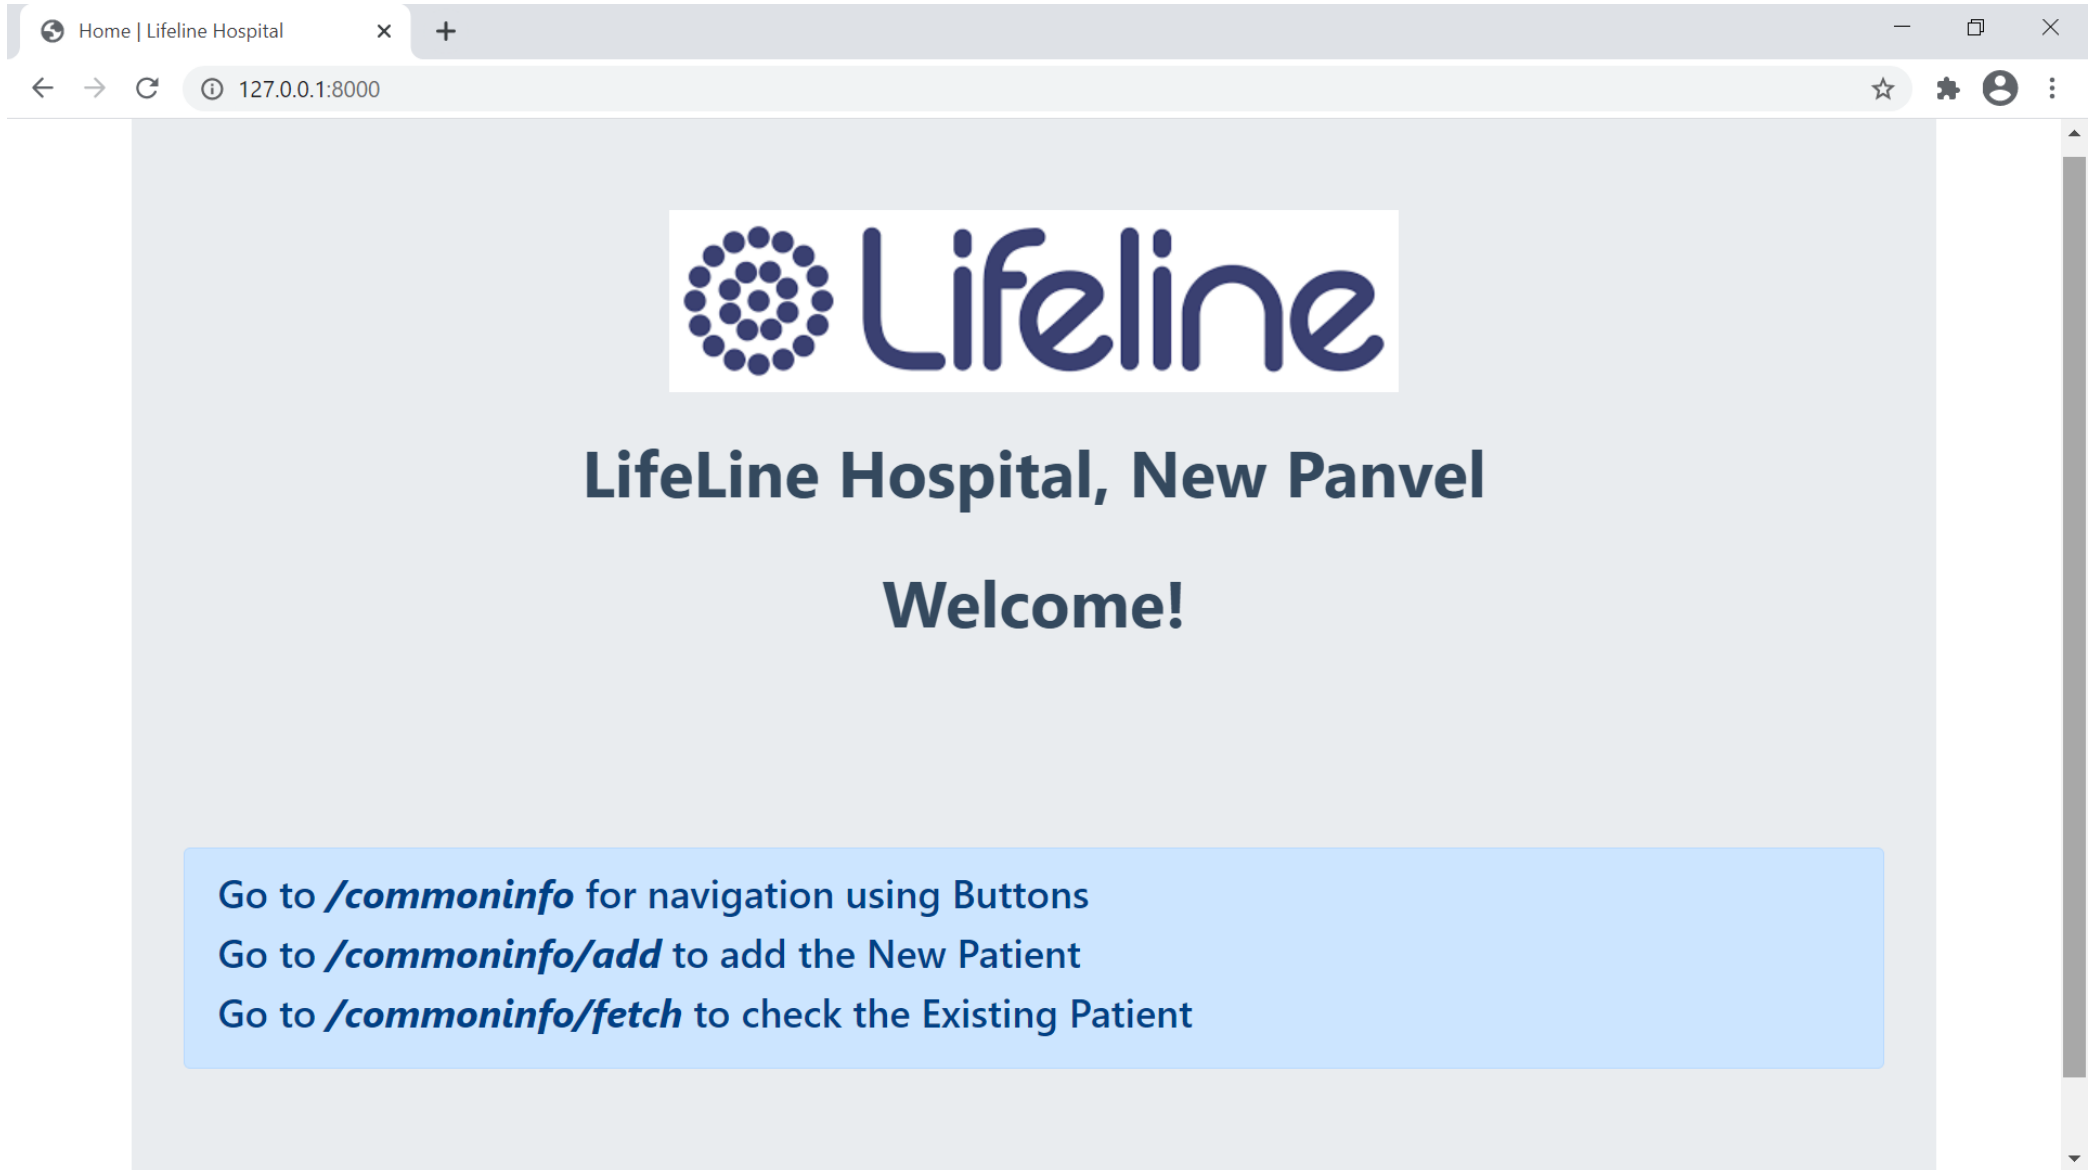 Home | Lifeline Hospital
127.0.0.1:8000
Lifeline
LifeLine Hospital, New Panvel
Welcome!
Go to /commoninfo for navigation using Buttons
Go to /commoninfo/add to add the New Patient
Go to /commoninfo/fetch to check the Existing Patient